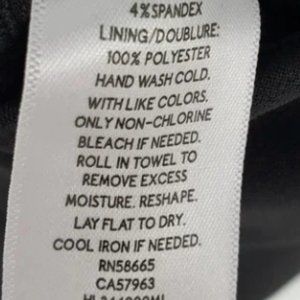 4%SPANDEX
LINING/DOUBLURE:
100% POLYESTER
HAND WASH COLD.
WITH LIKE COLORS.
ONLY NON-CHLORINE
BLEACH IF NEEDED.
ROLL IN TOWEL TO
REMOVE EXCESS
MOISTURE. RESHAPE.
LAY FLAT TO DRY.
COOL IRON IF NEEDED.
RN58665
CA57963